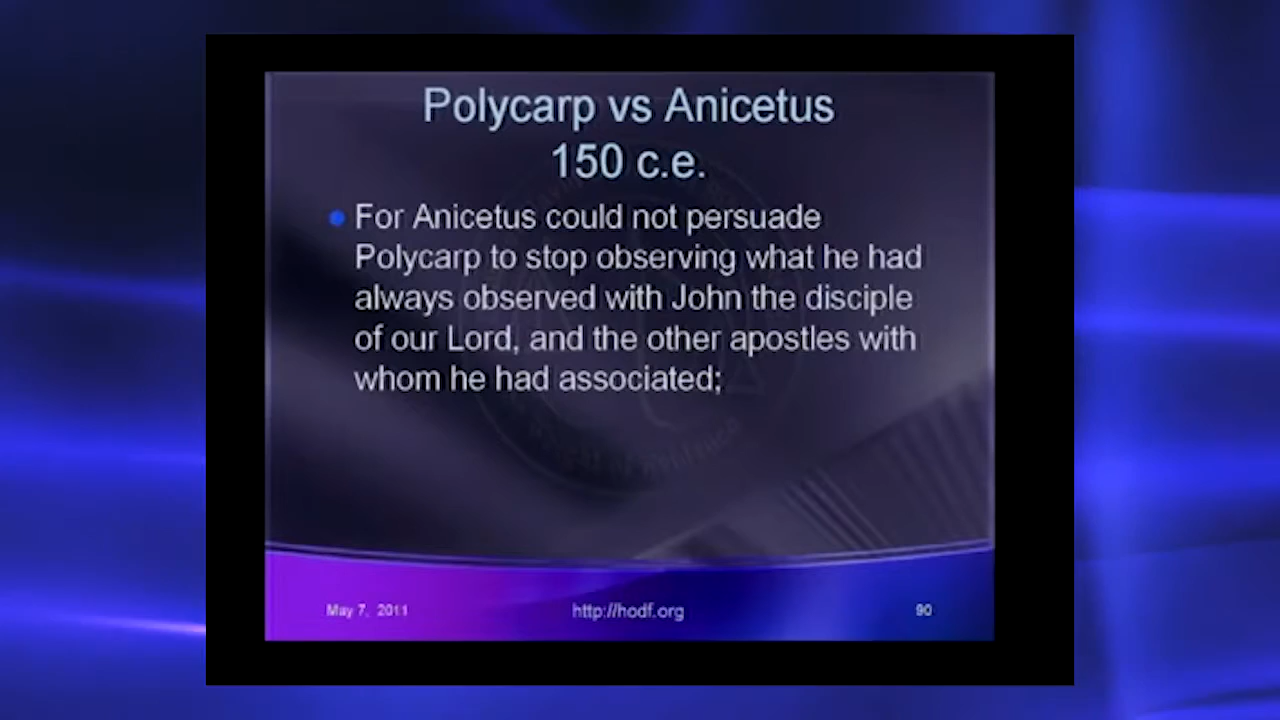 Polycarp vs Anicetus
150 c.e.
For Anicetus could not persuade
Polycarp to stop observing what he had
always observed with John the disciple
of our Lord, and the other apostles with
whom he had associated;
May 7, 2011
http://hodf.org
90